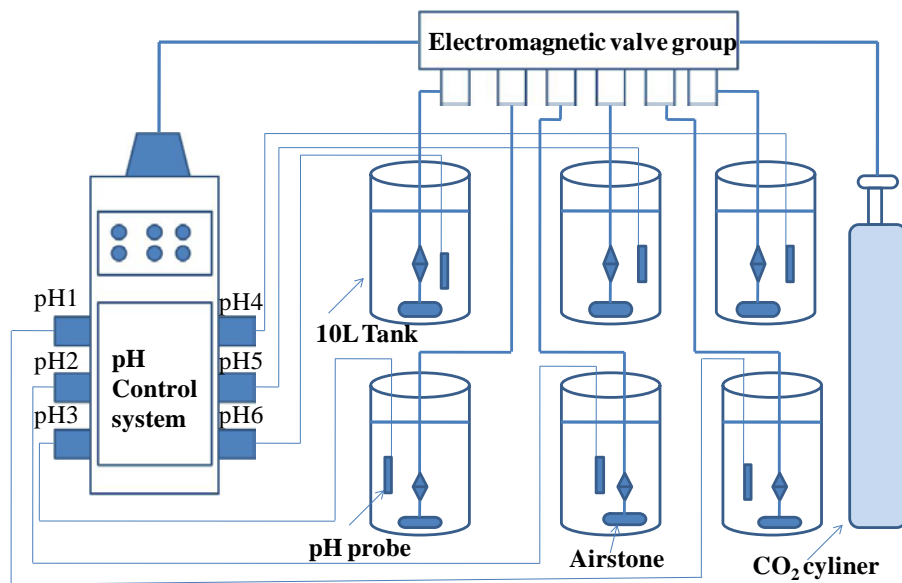 Electromagnetic valve group
pH1
pH4
10L Tank
pH2
pH5
pH
Control
system
pH3
pH6
pH probe
Airstone
CO₂ cyliner